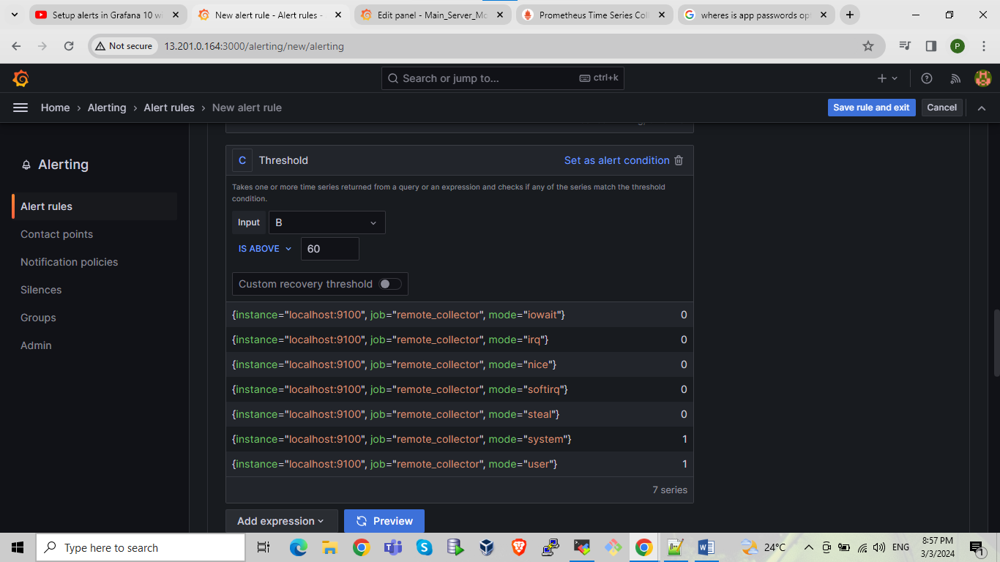 Setup alerts in Grafana 10 wi
New alert rule - Alert rules -
Edit panel - Main_Server_Mo
Prometheus Time Series Coll
wheres is app passwords opt
Not secure
13.201.0.164:3000/alerting/new/alerting
P
Search or jump to...
ctrl+k
Home › Alerting › Alert rules › New alert rule
Save rule and exit
Cancel
Alerting
Alert rules
Contact points
Notification policies
Silences
Groups
Admin
C Threshold
Set as alert condition
Takes one or more time series returned from a query or an expression and checks if any of the series match the threshold
condition.
Input B
IS ABOVE 60
Custom recovery threshold
{instance="localhost:9100", job="remote_collector", mode="iowait"} 0
{instance="localhost:9100", job="remote_collector", mode="irq"} 0
{instance="localhost:9100", job="remote_collector", mode="nice"} 0
{instance="localhost:9100", job="remote_collector", mode="softirq"} 0
{instance="localhost:9100", job="remote_collector", mode="steal"} 0
{instance="localhost:9100", job="remote_collector", mode="system"} 1
{instance="localhost:9100", job="remote_collector", mode="user"} 1
7 series
Add expression
Preview
Type here to search
24°C
ENG
8:57 PM
3/3/2024
1